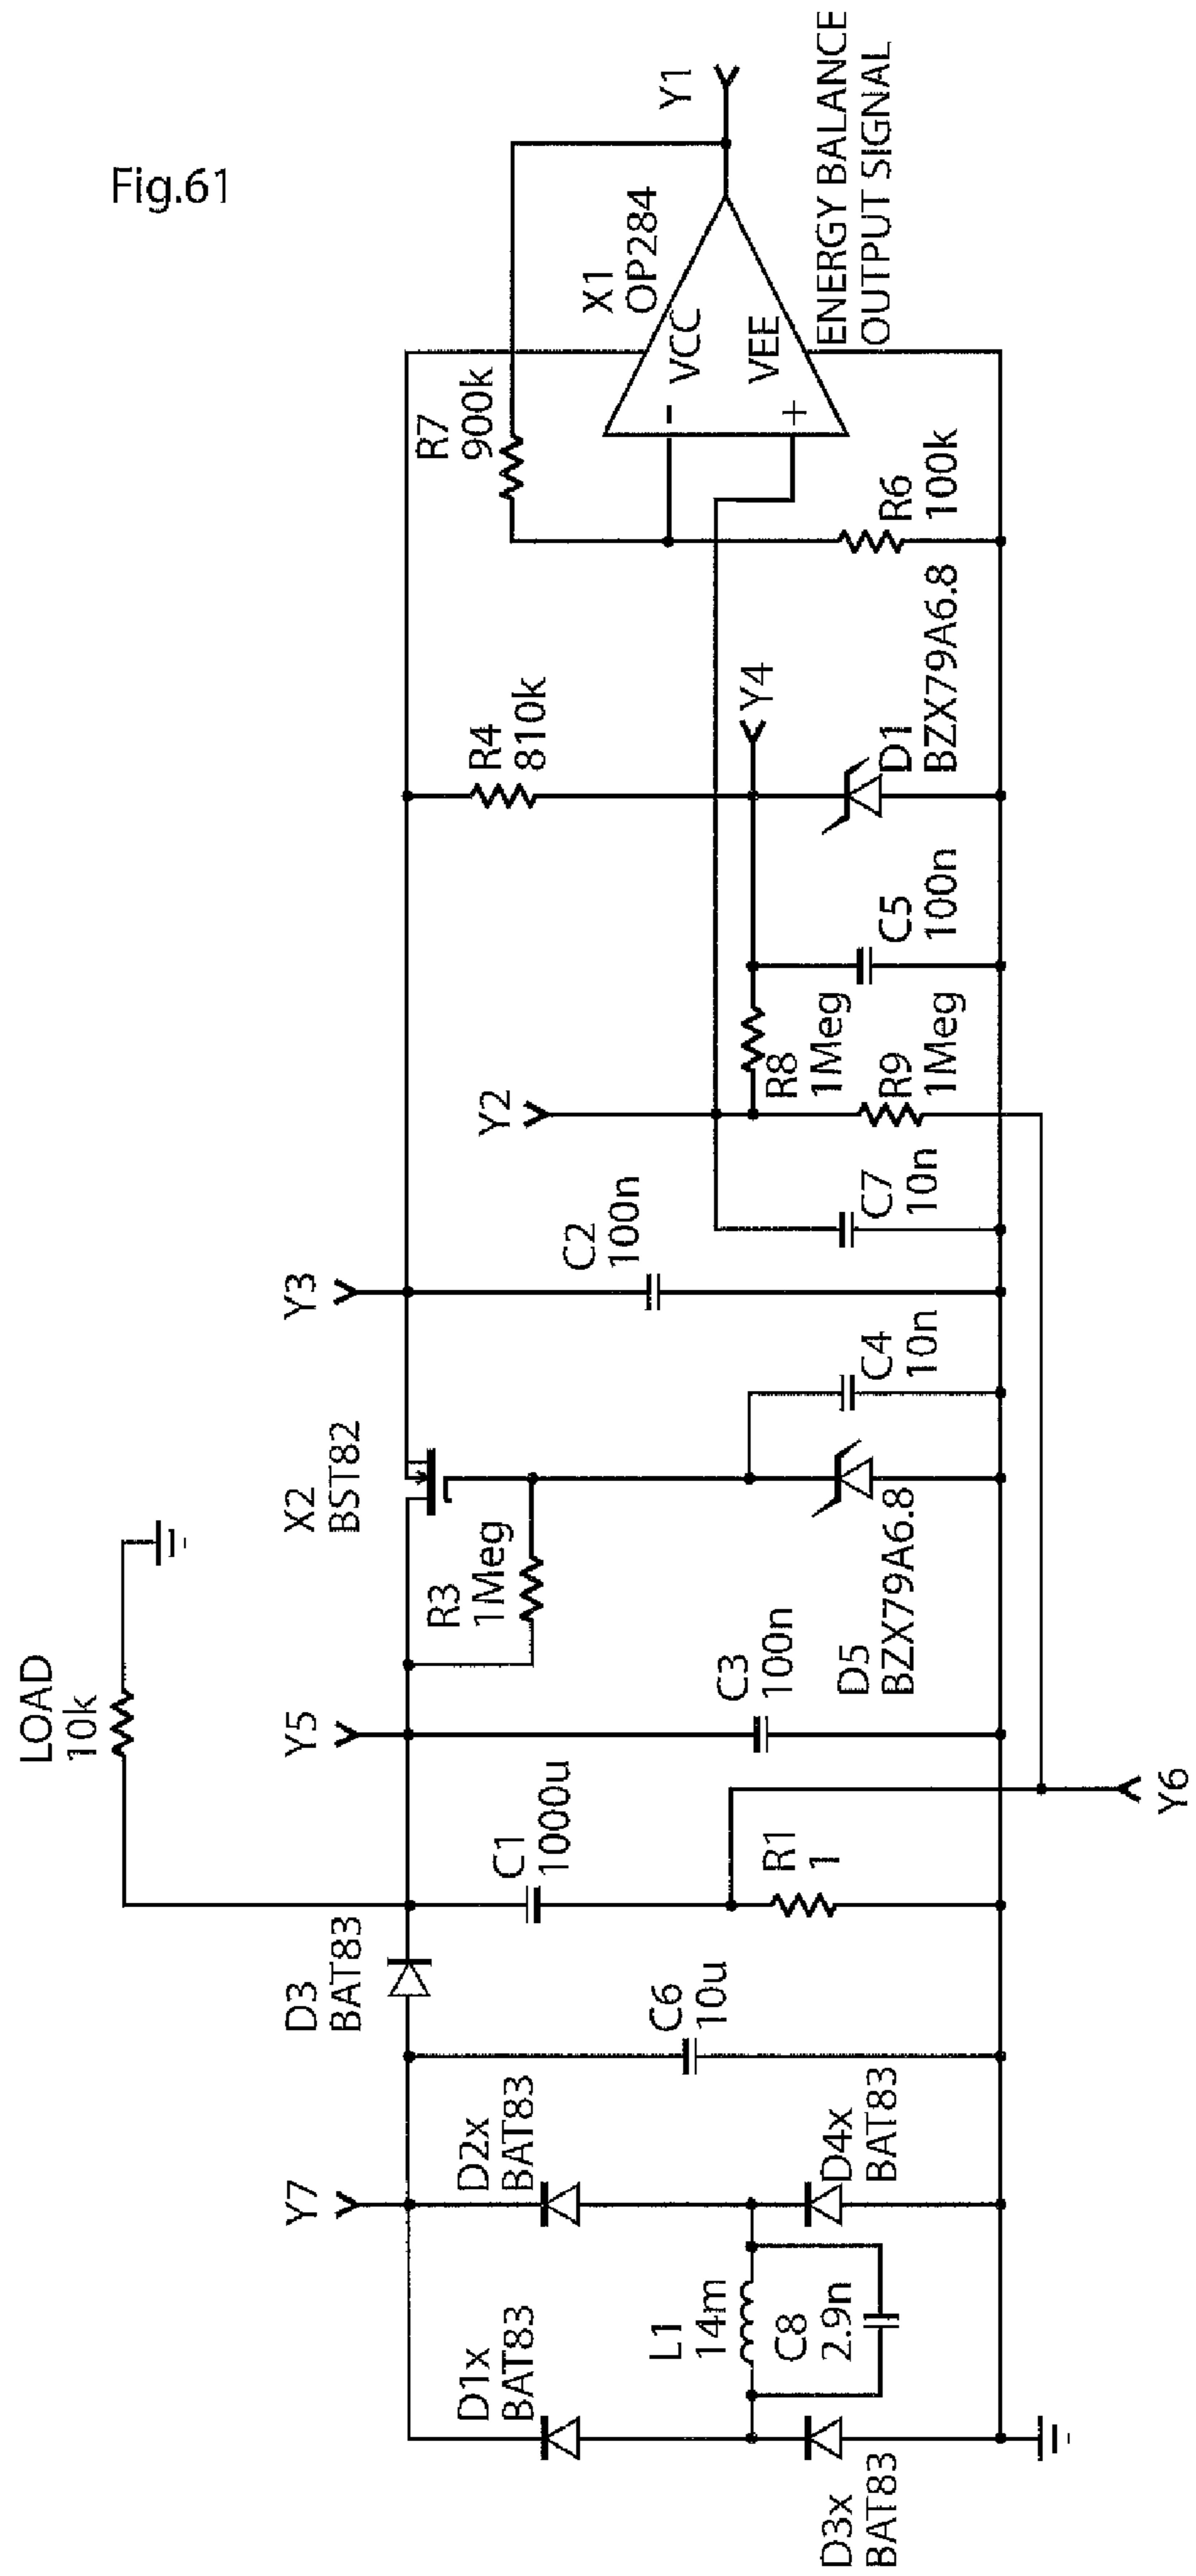 Fig.61
LOAD
10k
Y7
D3
BAT83
Y5
X2
BST82
Y3
Y2
R4
810k
R7
900k
X1
OP284
Y1
VCC
-
VEE
+
ENERGY BALANCE
OUTPUT SIGNAL
D1x
BAT83
D2x
BAT83
C6
10u
C1
1000u
R1
1
C3
100n
R3
1Meg
D5
BZX79A6.8
C4
10n
C2
100n
C7
10n
R8
1Meg
R9
1Meg
C5
100n
Y4
D1
BZX79A6.8
R6
100k
L1
14m
C8
2.9n
D3x
BAT83
D4x
BAT83
Y6